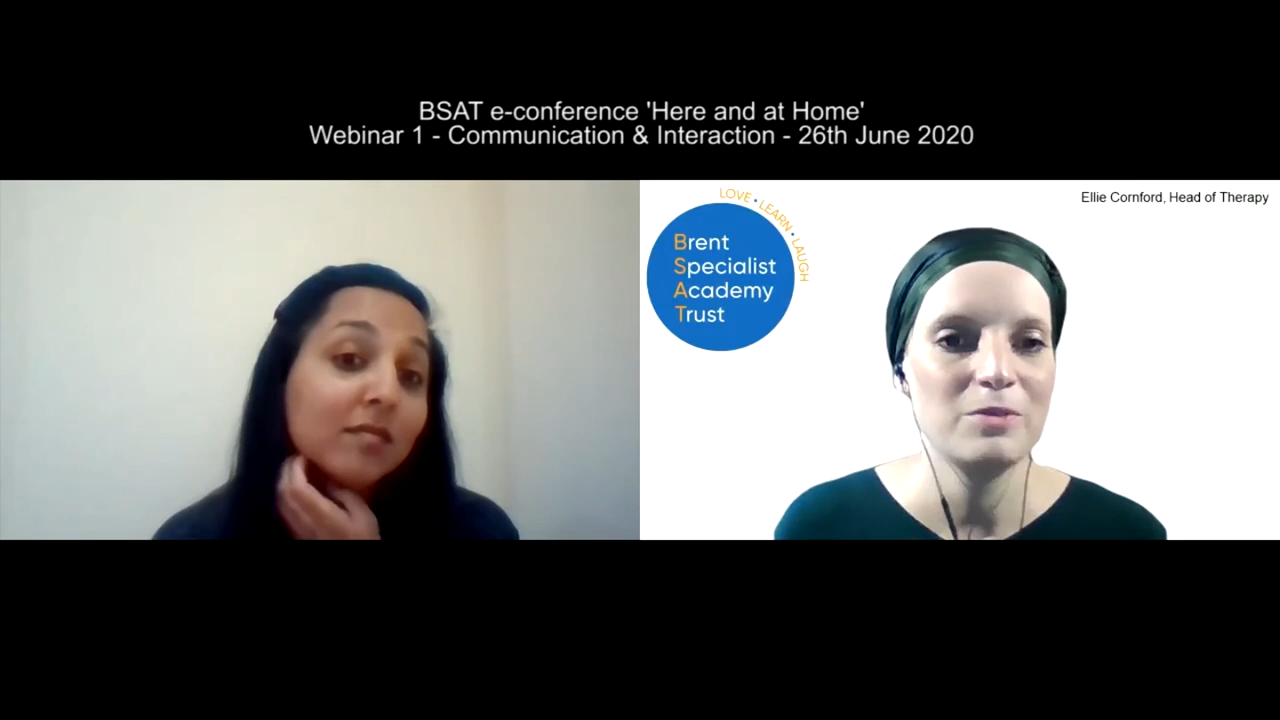 BSAT e-conference 'Here and at Home'
Webinar 1 - Communication & Interaction - 26th June 2020
LOVE • LEARN • LAUGH
Ellie Cornford, Head of Therapy
Brent
Specialist
Academy
Trust